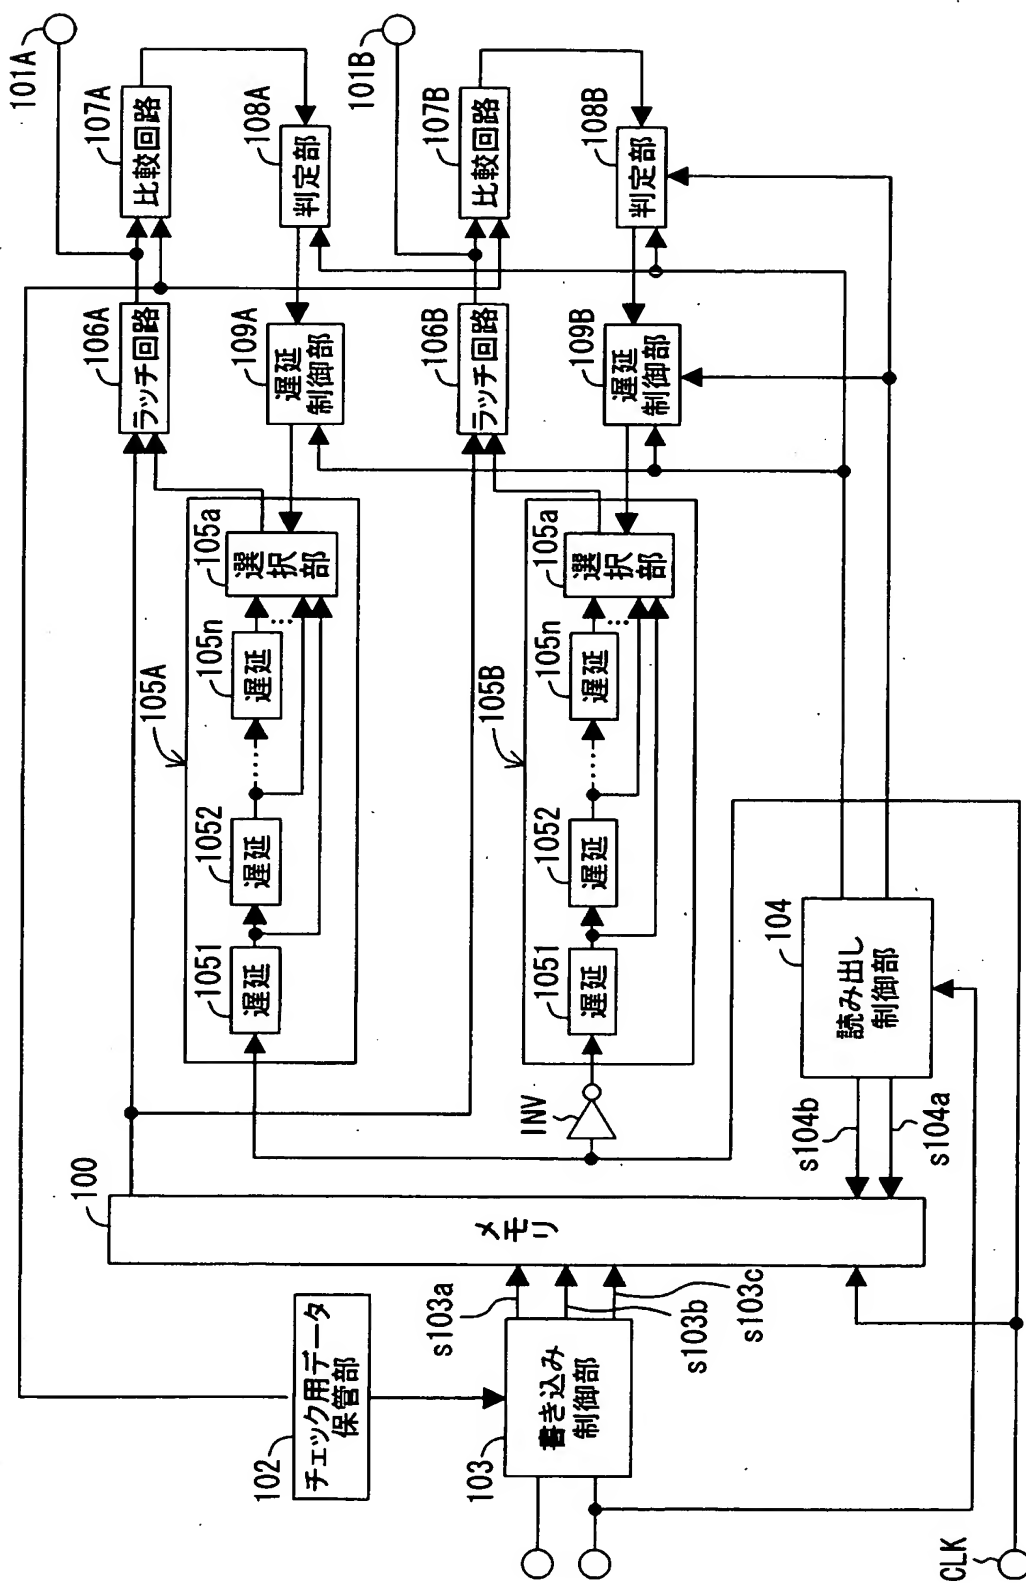 101A
107A
比較回路
108A
判定部
106A
ラッチ回路
109A
遅延
制御部
105A
1051
遅延
1052
遅延
105n
遅延
105a
選択
部
101B
107B
比較回路
108B
判定部
106B
ラッチ回路
109B
遅延
制御部
105B
INV
1051
遅延
1052
遅延
105n
遅延
105a
選択
部
100
メモリ
102
チェック用データ
保管部
103
書き込み
制御部
s103a
s103b
s103c
104
読み出し
制御部
s104b
s104a
CLK